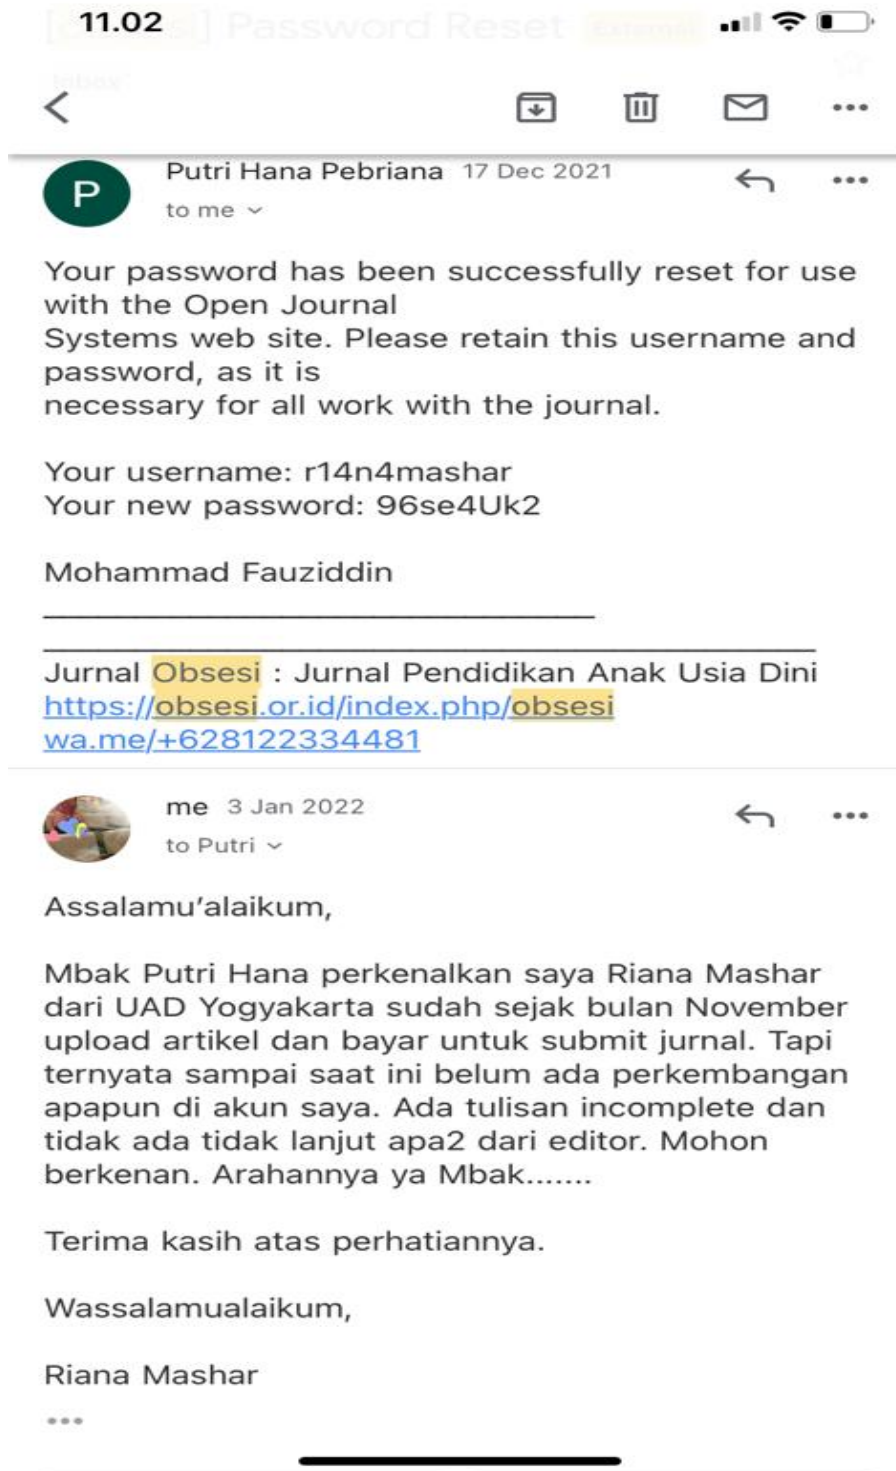 11.02
Password Reset
Inbox
P
Putri Hana Pebriana 17 Dec 2021
to me
Your password has been successfully reset for use
with the Open Journal
Systems web site. Please retain this username and
password, as it is
necessary for all work with the journal.
Your username: r14n4mashar
Your new password: 96se4Uk2
Mohammad Fauziddin
Jurnal Obsesi : Jurnal Pendidikan Anak Usia Dini
https://obsesi.or.id/index.php/obsesi
wa.me/+628122334481
me 3 Jan 2022
to Putri
Assalamu’alaikum,
Mbak Putri Hana perkenalkan saya Riana Mashar
dari UAD Yogyakarta sudah sejak bulan November
upload artikel dan bayar untuk submit jurnal. Tapi
ternyata sampai saat ini belum ada perkembangan
apapun di akun saya. Ada tulisan incomplete dan
tidak ada tidak lanjut apa2 dari editor. Mohon
berkenan. Arahannya ya Mbak.......
Terima kasih atas perhatiannya.
Wassalamualaikum,
Riana Mashar